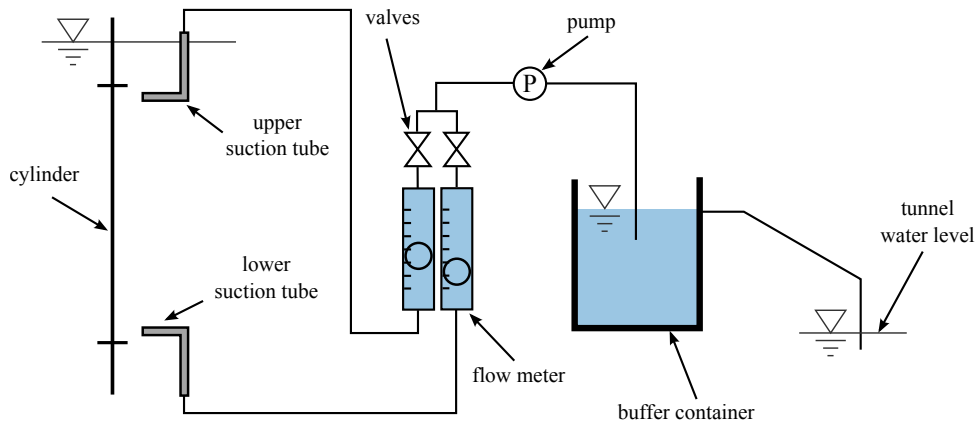 valves
pump
P
upper
suction tube
cylinder
tunnel
water level
lower
suction tube
flow meter
buffer container